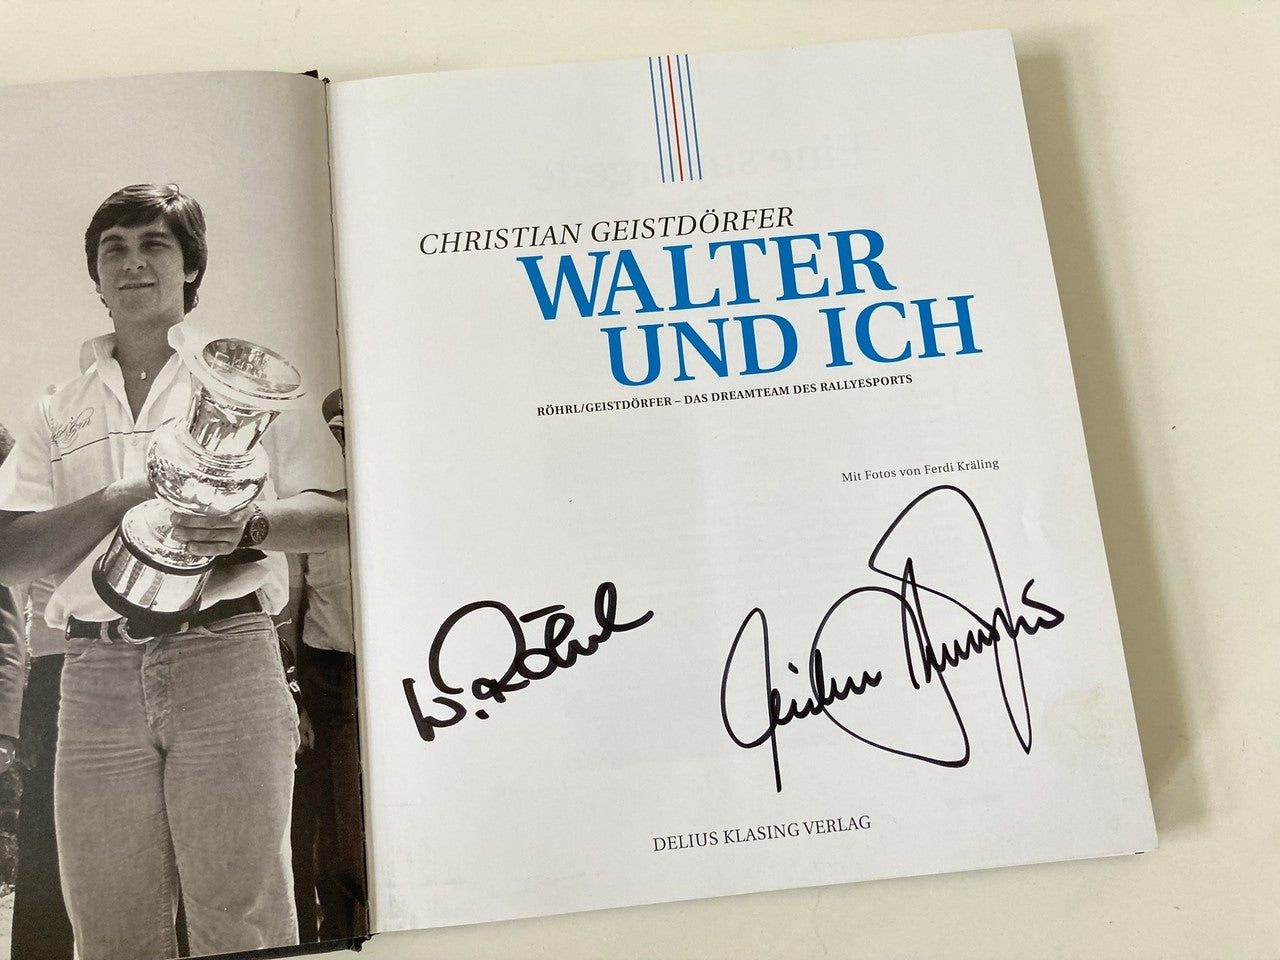 CHRISTIAN GEISTDÖRFER
WALTER
UND ICH
RÖHRL/GEISTDÖRFER – DAS DREAMTEAM DES RALLYESPORTS
Mit Fotos von Ferdi Kräling
W. Röhrl
DELIUS KLASING VERLAG